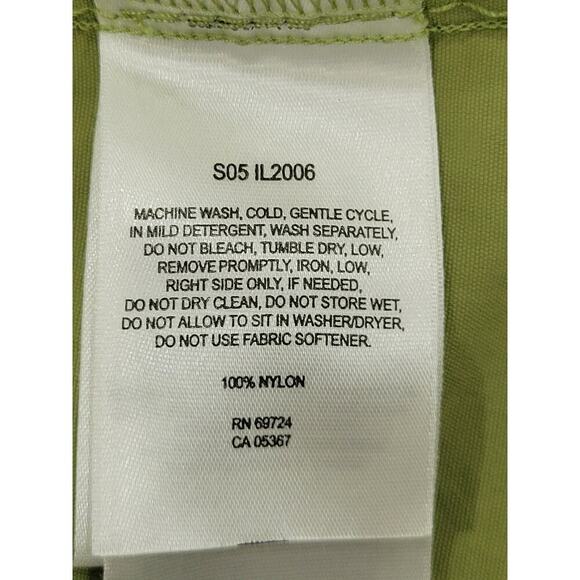 S05 IL2006
MACHINE WASH, COLD, GENTLE CYCLE,
IN MILD DETERGENT, WASH SEPARATELY,
DO NOT BLEACH, TUMBLE DRY, LOW,
REMOVE PROMPTLY, IRON, LOW,
RIGHT SIDE ONLY, IF NEEDED,
DO NOT DRY CLEAN, DO NOT STORE WET,
DO NOT ALLOW TO SIT IN WASHER/DRYER,
DO NOT USE FABRIC SOFTENER.
100% NYLON
RN 69724
CA 05367